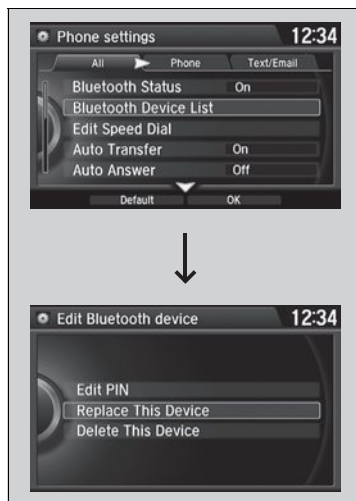 Phone settings 12:34
All Phone Text/Email
Bluetooth Status On
Bluetooth Device List
Edit Speed Dial
Auto Transfer On
Auto Answer Off
Default OK
Edit Bluetooth device 12:34
Edit PIN
Replace This Device
Delete This Device